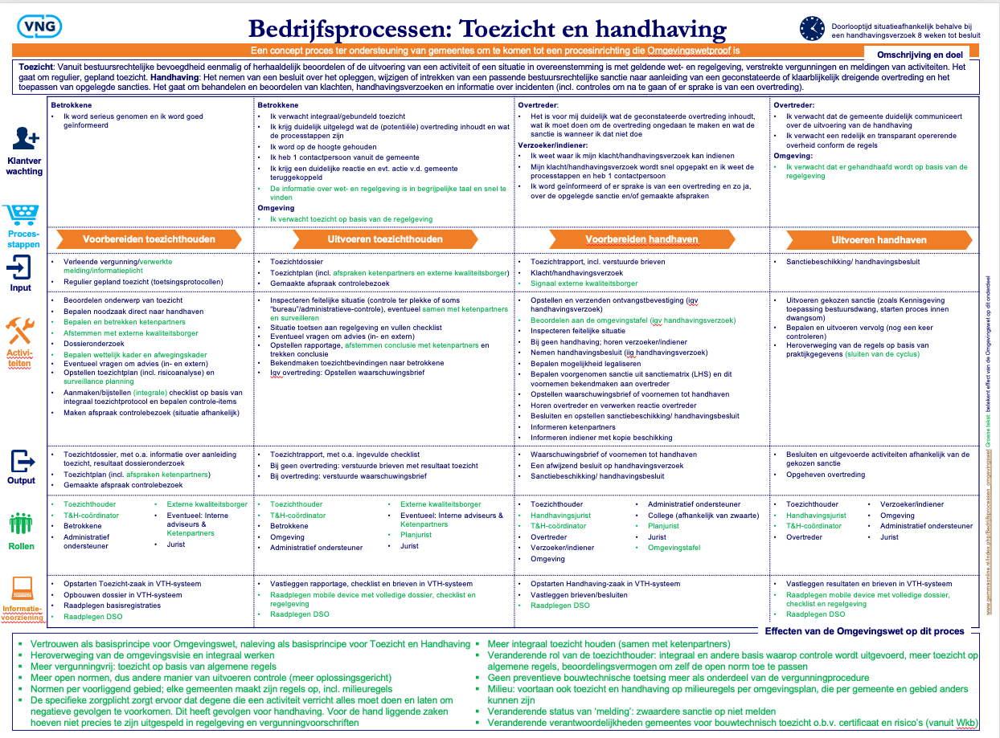 VNG
Bedrijfsprocessen: Toezicht en handhaving
Doorlooptijd situatieafhankelijk behalve bij
een handhavingsverzoek 8 weken tot besluit
Een concept proces ter ondersteuning van gemeentes om te komen tot een procesinrichting die Omgevingswetproof is
Omschrijving en doel
Toezicht: Vanuit bestuursrechtelijke bevoegdheid eenmalig of herhaaldelijk beoordelen of de uitvoering van een activiteit of een situatie in overeenstemming is met geldende wet- en regelgeving, verstrekte vergunningen en meldingen van activiteiten. Het
gaat om regulier, gepland toezicht. Handhaving: Het nemen van een besluit over het opleggen, wijzigen of intrekken van een passende bestuursrechtelijke sanctie naar aanleiding van een geconstateerde of klaarblijkelijk dreigende overtreding en het
toepassen van opgelegde sancties. Het gaat om behandelen en beoordelen van klachten, handhavingsverzoeken en informatie over incidenten (incl. controles om na te gaan of er sprake is van een overtreding).
Klantver
wachting
Betrokkene
• Ik word serieus genomen en ik word goed
geïnformeerd
Betrokkene
• Ik verwacht integraal/gebundeld toezicht
• Ik krijg duidelijk uitgelegd wat de (potentiële) overtreding inhoudt en wat
de processtappen zijn
• Ik word op de hoogte gehouden
• Ik heb 1 contactpersoon vanuit de gemeente
• Ik krijg een duidelijke reactie en evt. actie v.d. gemeente
teruggekoppeld
• De informatie over wet- en regelgeving is in begrijpelijke taal en snel te
vinden
Omgeving
• Ik verwacht toezicht op basis van de regelgeving
Overtreder:
• Het is voor mij duidelijk wat de geconstateerde overtreding inhoudt,
wat ik moet doen om de overtreding ongedaan te maken en wat de
sanctie is wanneer ik dat niet doe
Verzoeker/indiener:
• Ik weet waar ik mijn klacht/handhavingsverzoek kan indienen
• Mijn klacht/handhavingsverzoek wordt snel opgepakt en ik weet de
processtappen en heb 1 contactpersoon
• Ik word geïnformeerd of er sprake is van een overtreding en zo ja,
over de opgelegde sanctie en/of gemaakte afspraken
Overtreder:
• Ik verwacht dat de gemeente duidelijk communiceert
over de uitvoering van de handhaving
• Ik verwacht een redelijk en transparant opererende
overheid conform de regels
Omgeving:
• Ik verwacht dat er gehandhaafd wordt op basis van de
regelgeving
Proces-
stappen
Voorbereiden toezichthouden
Uitvoeren toezichthouden
Voorbereiden handhaven
Uitvoeren handhaven
Input
• Verleende vergunning/verwerkte
melding/informatieplicht
• Regulier gepland toezicht (toetsingsprotocollen)
• Toezichtdossier
• Toezichtplan (incl. afspraken ketenpartners en externe kwaliteitsborger)
• Gemaakte afspraak controlebezoek
• Toezichtrapport, incl. verstuurde brieven
• Klacht/handhavingsverzoek
• Signaal externe kwaliteitsborger
• Sanctiebeschikking/ handhavingsbesluit
Activi-
teiten
• Beoordelen onderwerp van toezicht
• Bepalen noodzaak direct naar handhaven
• Bepalen en betrekken ketenpartners
• Afstemmen met externe kwaliteitsborger
• Dossieronderzoek
• Bepalen wettelijk kader en afwegingskader
• Eventueel vragen om advies (in- en extern)
• Opstellen toezichtplan (incl. risicoanalyse) en
surveillance planning
• Aanmaken/bijstellen (integrale) checklist op basis van
integraal toezichtprotocol en bepalen controle-items
• Maken afspraak controlebezoek (situatie afhankelijk)
• Inspecteren feitelijke situatie (controle ter plekke of soms
“bureau”/administratieve-controle), eventueel samen met ketenpartners
en surveilleren
• Situatie toetsen aan regelgeving en vullen checklist
• Eventueel vragen om advies (in- en extern)
• Opstellen rapportage, afstemmen conclusie met ketenpartners en
trekken conclusie
• Bekendmaken toezichtbevindingen naar betrokkene
• Igv overtreding: Opstellen waarschuwingsbrief
• Opstellen en verzenden ontvangstbevestiging (igv
handhavingsverzoek)
• Beoordelen aan de omgevingstafel (igv handhavingsverzoek)
• Inspecteren feitelijke situatie
• Bij geen handhaving; horen verzoeker/indiener
• Nemen handhavingsbesluit (iig handhavingsverzoek)
• Bepalen mogelijkheid legaliseren
• Bepalen voorgenomen sanctie uit sanctiematrix (LHS) en dit
voornemen bekendmaken aan overtreder
• Opstellen waarschuwingsbrief of voornemen tot handhaven
• Horen overtreder en verwerken reactie overtreder
• Besluiten en opstellen sanctiebeschikking/ handhavingsbesluit
• Informeren ketenpartners
• Informeren indiener met kopie beschikking
• Uitvoeren gekozen sanctie (zoals Kennisgeving
toepassing bestuursdwang, starten proces innen
dwangsom)
• Bepalen en uitvoeren vervolg (nog een keer
controleren)
• Heroverweging van de regels op basis van
praktijkgegevens (sluiten van de cyclus)
Output
• Toezichtdossier, met o.a. informatie over aanleiding
toezicht, resultaat dossieronderzoek
• Toezichtplan (incl. afspraken ketenpartners)
• Gemaakte afspraak controlebezoek
• Toezichtrapport, met o.a. ingevulde checklist
• Bij geen overtreding: verstuurde brieven met resultaat toezicht
• Bij overtreding: verstuurde waarschuwingsbrief
• Waarschuwingsbrief of voornemen tot handhaven
• Een afwijzend besluit op handhavingsverzoek
• Sanctiebeschikking/ handhavingsbesluit
• Besluiten en uitgevoerde activiteiten afhankelijk van de
gekozen sanctie
• Opgeheven overtreding
Rollen
• Toezichthouder
• T&H-coördinator
• Betrokkene
• Administratief
ondersteuner
• Externe kwaliteitsborger
• Eventueel: Interne
adviseurs &
Ketenpartners
• Jurist
• Toezichthouder
• T&H-coördinator
• Betrokkene
• Omgeving
• Administratief ondersteuner
• Externe kwaliteitsborger
• Eventueel: Interne adviseurs &
Ketenpartners
• Planjurist
• Jurist
• Toezichthouder
• Handhavingsjurist
• T&H-coördinator
• Overtreder
• Verzoeker/indiener
• Omgeving
• Administratief ondersteuner
• College (afhankelijk van zwaarte)
• Planjurist
• Jurist
• Omgevingstafel
• Toezichthouder
• Handhavingsjurist
• T&H-coördinator
• Overtreder
• Verzoeker/indiener
• Omgeving
• Administratief ondersteuner
• Jurist
Informatie-
voorziening
• Opstarten Toezicht-zaak in VTH-systeem
• Opbouwen dossier in VTH-systeem
• Raadplegen basisregistraties
• Raadplegen DSO
• Vastleggen rapportage, checklist en brieven in VTH-systeem
• Raadplegen mobile device met volledige dossier, checklist en
regelgeving
• Raadplegen DSO
• Opstarten Handhaving-zaak in VTH-systeem
• Vastleggen brieven/besluiten
• Raadplegen DSO
• Vastleggen resultaten en brieven in VTH-systeem
• Raadplegen mobile device met volledige dossier,
checklist en regelgeving
• Raadplegen DSO
www.gemmaonline.nl/index.php/Bedrijfsprocessen_omgevingswet Groene tekst: betekent effect van de Omgevingswet op dit onderdeel
Effecten van de Omgevingswet op dit proces
▪ Vertrouwen als basisprincipe voor Omgevingswet, naleving als basisprincipe voor Toezicht en Handhaving
▪ Heroverweging van de omgevingsvisie en integraal werken
▪ Meer vergunningvrij: toezicht op basis van algemene regels
▪ Meer open normen, dus andere manier van uitvoeren controle (meer oplossingsgericht)
▪ Normen per voorliggend gebied; elke gemeenten maakt zijn regels op, incl. milieuregels
▪ De specifieke zorgplicht zorgt ervoor dat degene die een activiteit verricht alles moet doen en laten om
negatieve gevolgen te voorkomen. Dit heeft gevolgen voor handhaving. Voor de hand liggende zaken
hoeven niet precies te zijn uitgespeld in regelgeving en vergunningvoorschriften
▪ Meer integraal toezicht houden (samen met ketenpartners)
▪ Veranderende rol van de toezichthouder: integraal en andere basis waarop controle wordt uitgevoerd, meer toezicht op
algemene regels, beoordelingsvermogen om zelf de open norm toe te passen
▪ Geen preventieve bouwtechnische toetsing meer als onderdeel van de vergunningprocedure
▪ Milieu: voortaan ook toezicht en handhaving op milieuregels per omgevingsplan, die per gemeente en gebied anders
kunnen zijn
▪ Veranderende status van ‘melding’: zwaardere sanctie op niet melden
▪ Veranderende verantwoordelijkheden gemeentes voor bouwtechnisch toezicht o.b.v. certificaat en risico’s (vanuit Wkb)